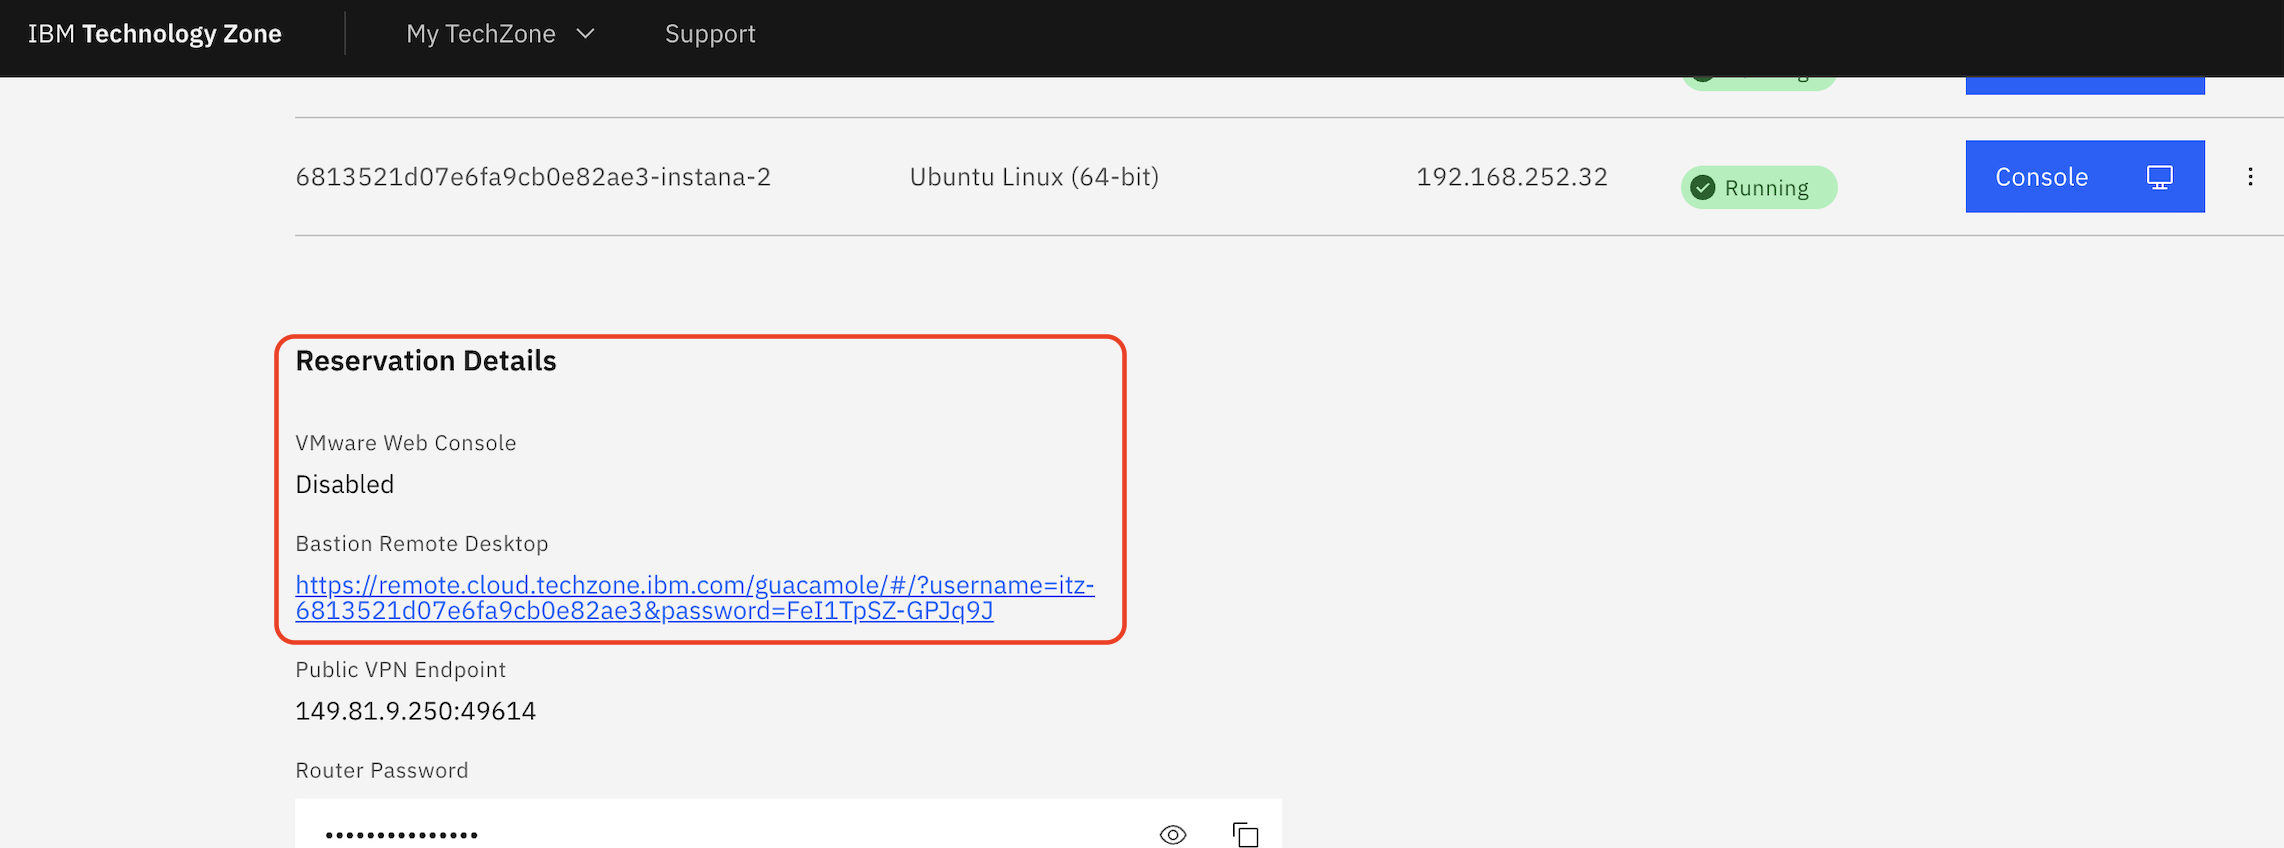 IBM Technology Zone
My TechZone
Support
6813521d07e6fa9cb0e82ae3-instana-2
Ubuntu Linux (64-bit)
192.168.252.32
Running
Console
Reservation Details
VMware Web Console
Disabled
Bastion Remote Desktop
https://remote.cloud.techzone.ibm.com/guacamole/#/?username=itz-
6813521d07e6fa9cb0e82ae3&password=FeI1TpSZ-GPJq9J
Public VPN Endpoint
149.81.9.250:49614
Router Password
•••••••••••••••